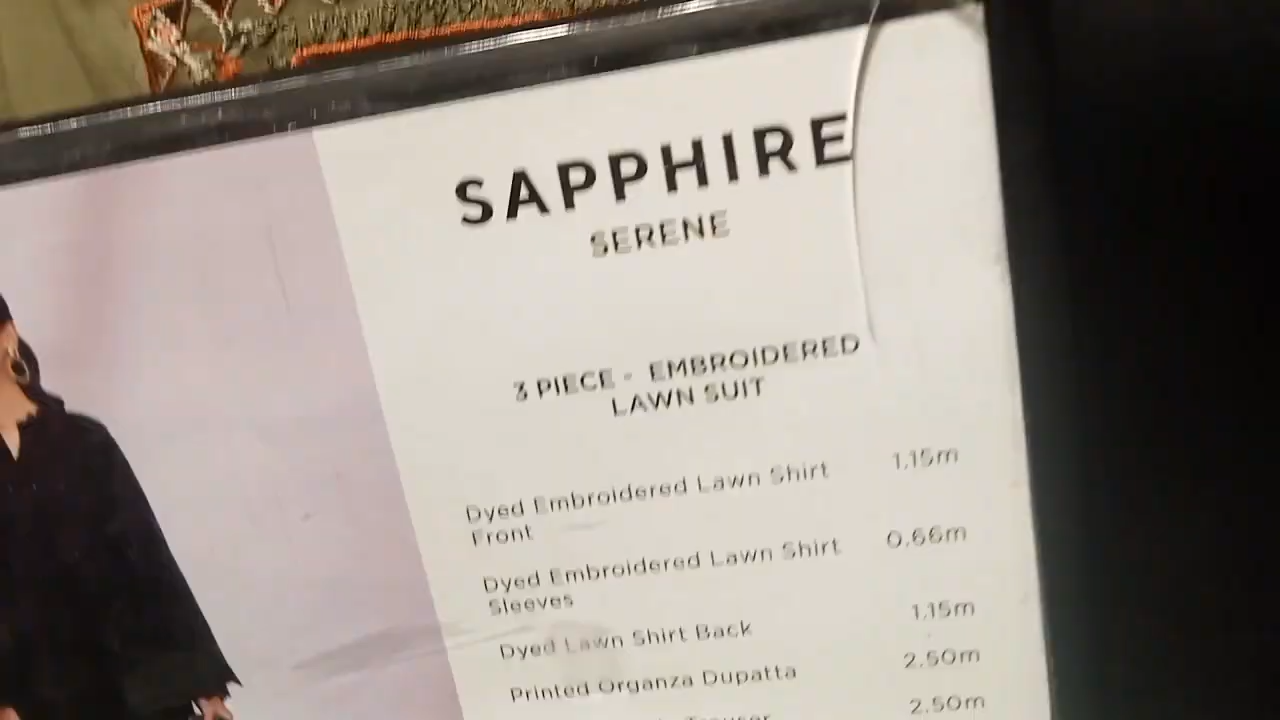 SAPPHIRE
SERENE
3 PIECE - EMBROIDERED
LAWN SUIT
Dyed Embroidered Lawn Shirt 1.15m
Front
Dyed Embroidered Lawn Shirt 0.66m
Sleeves
Dyed Lawn Shirt Back 1.15m
Printed Organza Dupatta 2.50m
Trouser 2.50m